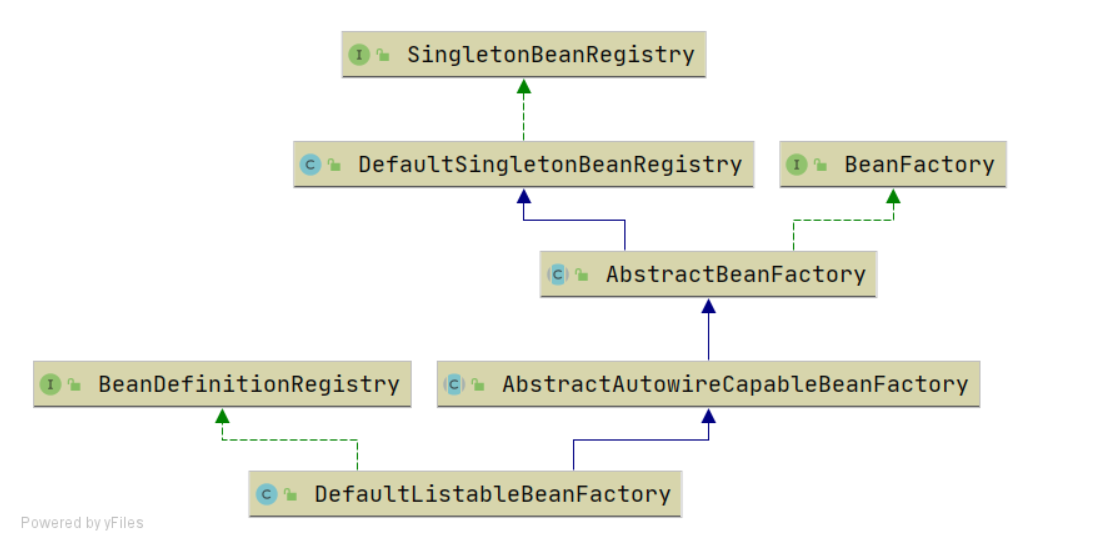 I SingletonBeanRegistry
C DefaultSingletonBeanRegistry
I BeanFactory
C AbstractBeanFactory
I BeanDefinitionRegistry
C AbstractAutowireCapableBeanFactory
C DefaultListableBeanFactory
Powered by yFiles